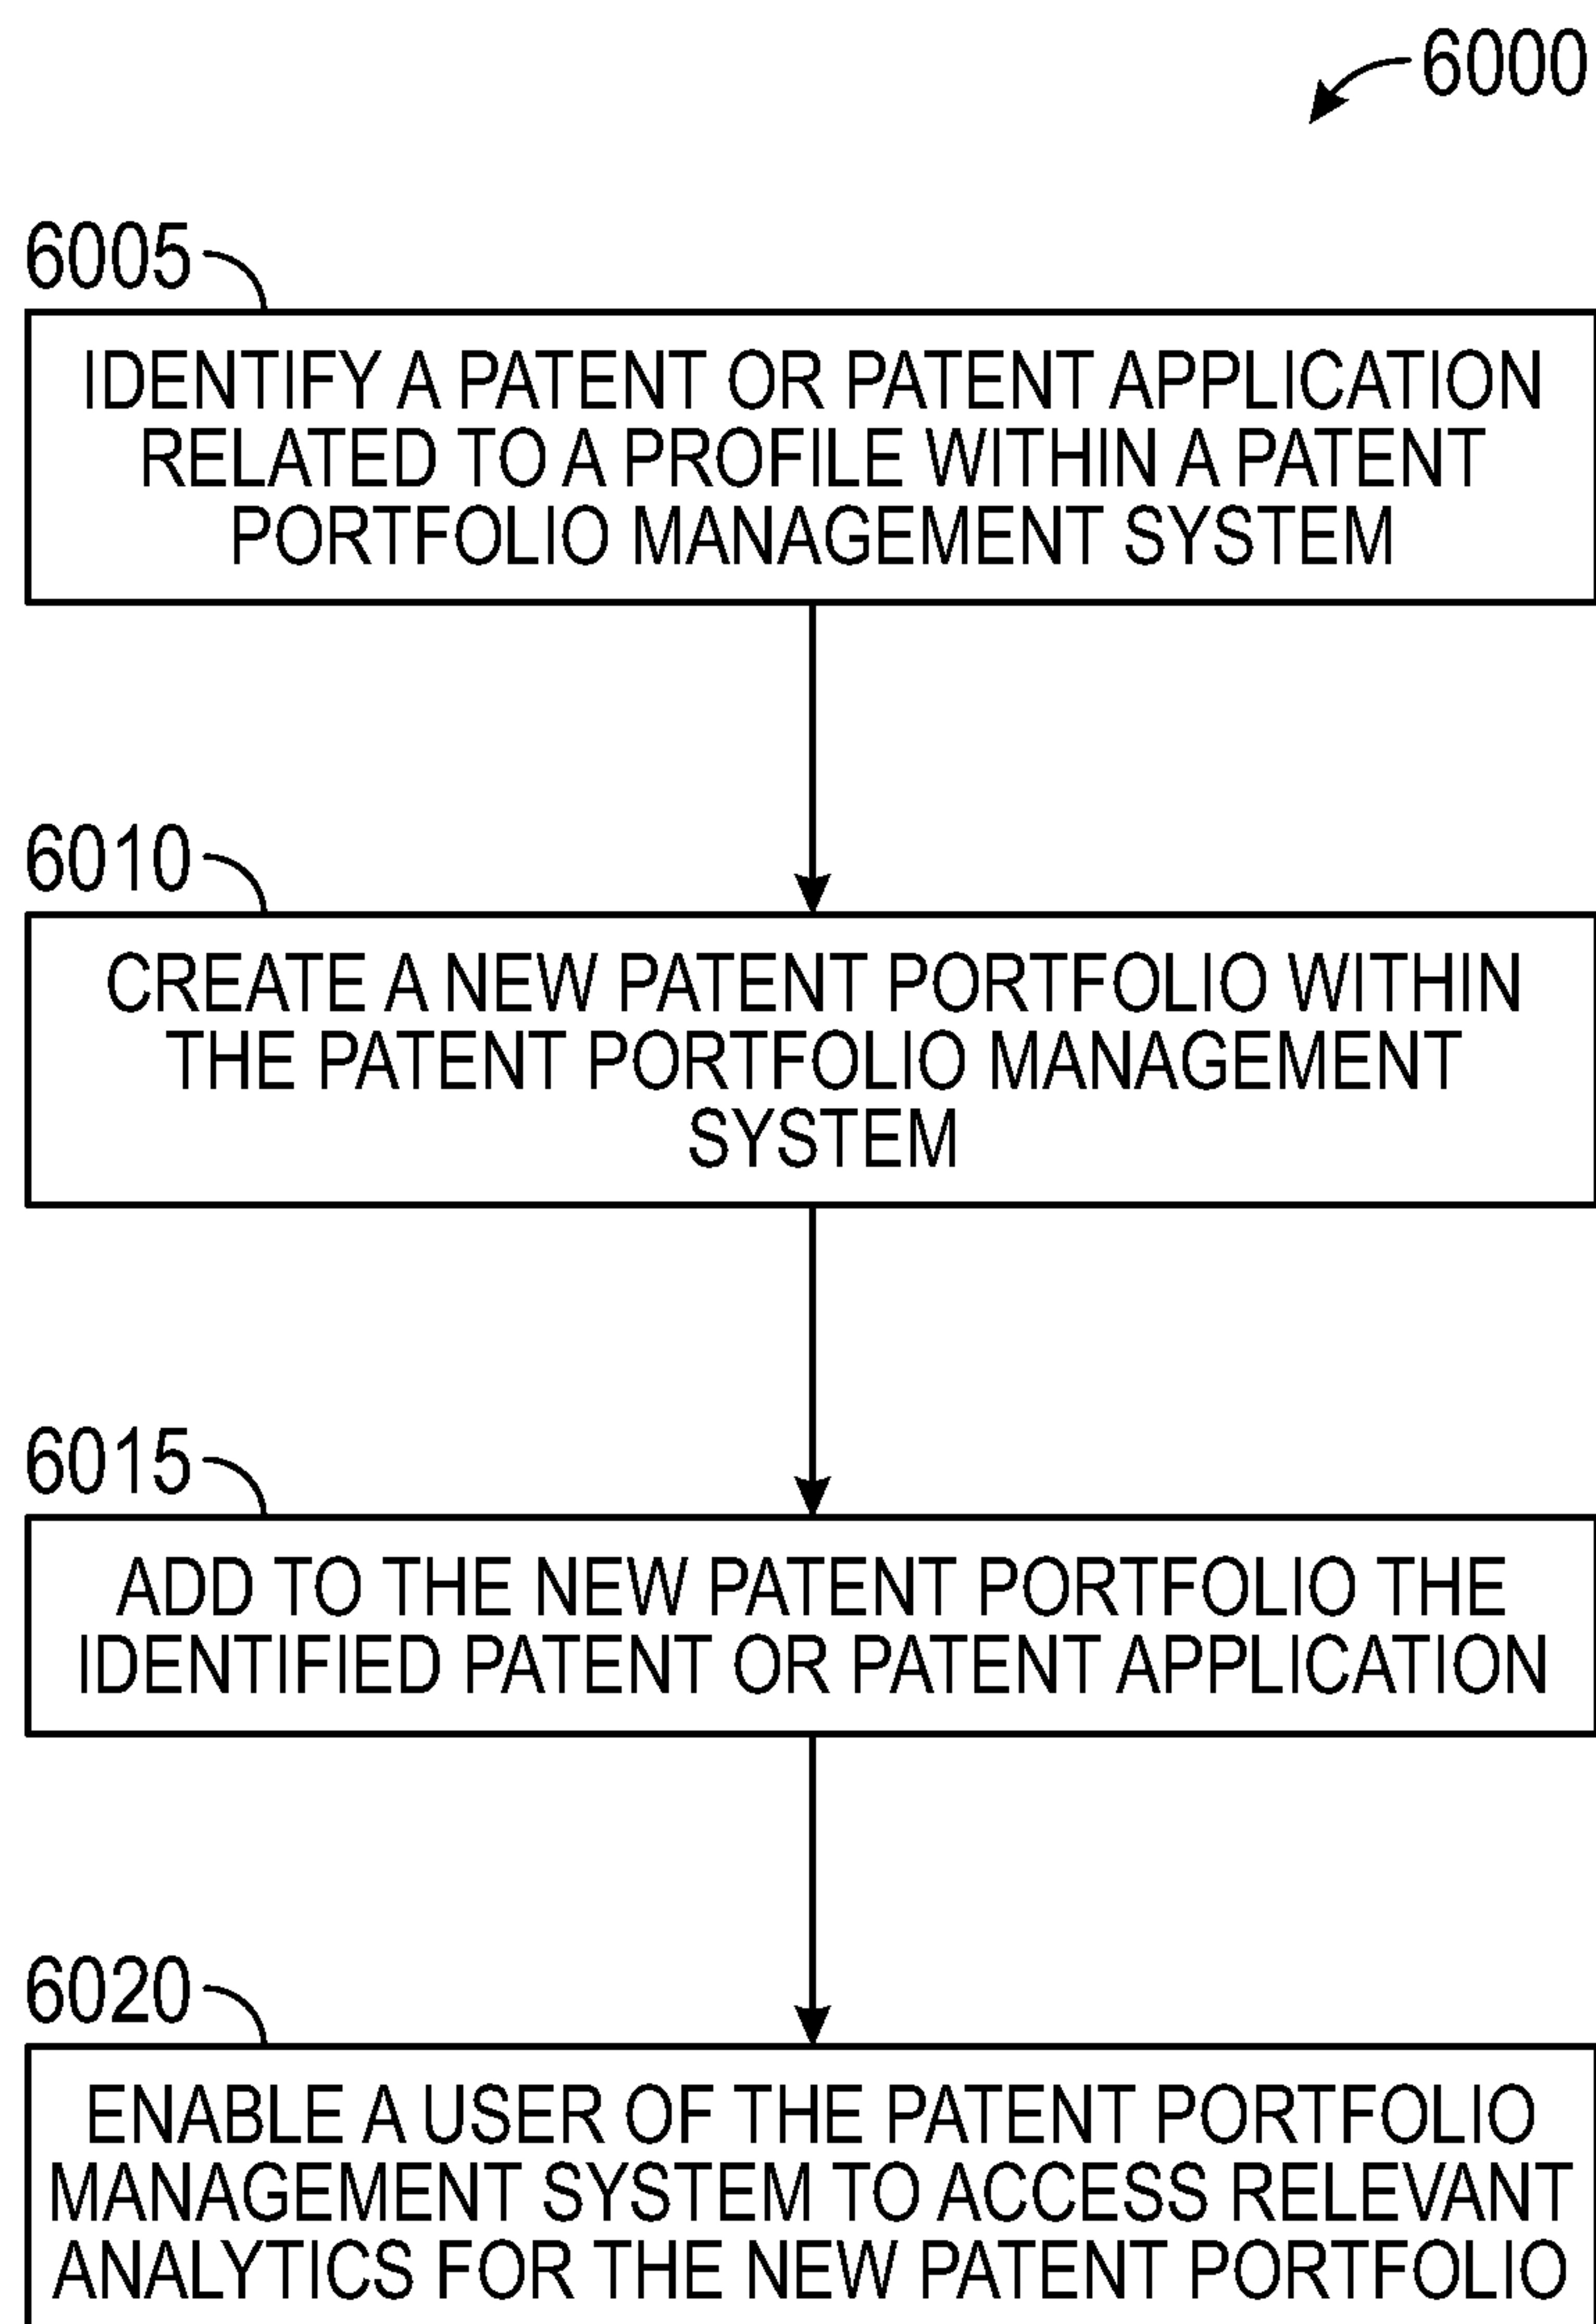 6000
6005
IDENTIFY A PATENT OR PATENT APPLICATION
RELATED TO A PROFILE WITHIN A PATENT
PORTFOLIO MANAGEMENT SYSTEM
6010
CREATE A NEW PATENT PORTFOLIO WITHIN
THE PATENT PORTFOLIO MANAGEMENT
SYSTEM
6015
ADD TO THE NEW PATENT PORTFOLIO THE
IDENTIFIED PATENT OR PATENT APPLICATION
6020
ENABLE A USER OF THE PATENT PORTFOLIO
MANAGEMENT SYSTEM TO ACCESS RELEVANT
ANALYTICS FOR THE NEW PATENT PORTFOLIO